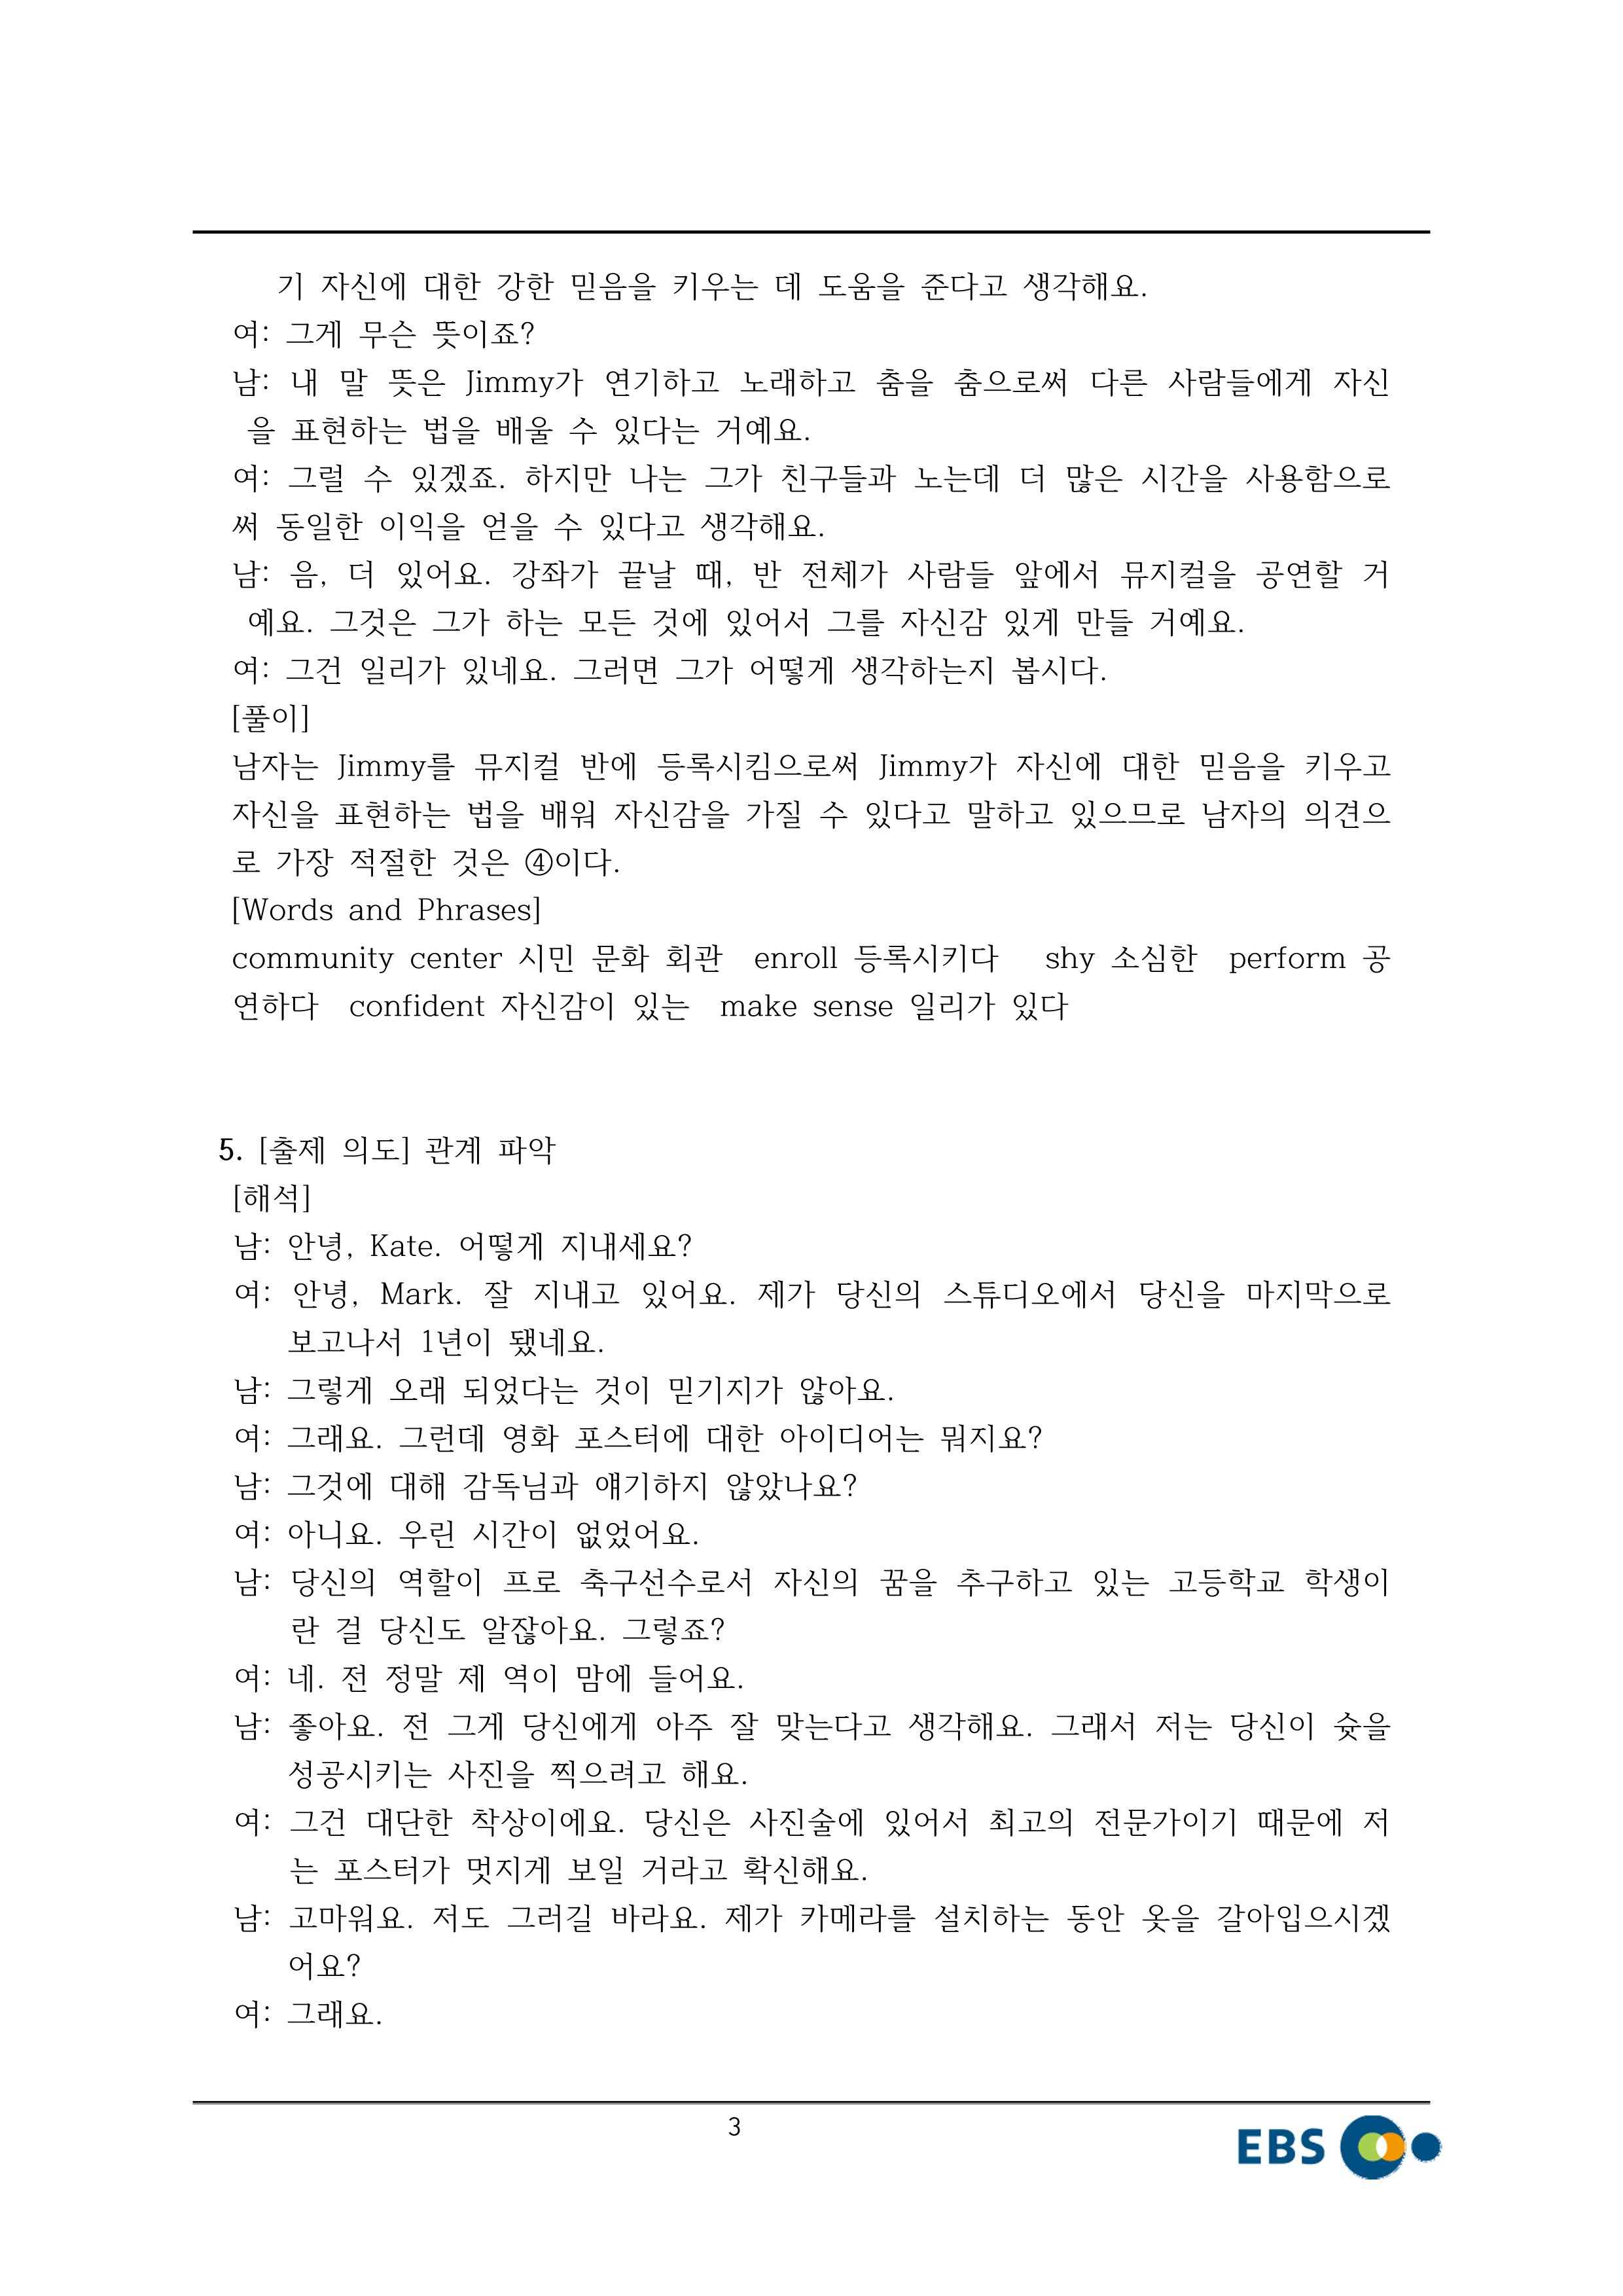 기 자신에 대한 강한 믿음을 키우는 데 도움을 준다고 생각해요.
여: 그게 무슨 뜻이죠?
남: 내 말 뜻은 Jimmy가 연기하고 노래하고 춤을 춤으로써 다른 사람들에게 자신
을 표현하는 법을 배울 수 있다는 거예요.
여: 그럴 수 있겠죠. 하지만 나는 그가 친구들과 노는데 더 많은 시간을 사용함으로
써 동일한 이익을 얻을 수 있다고 생각해요.
남: 음, 더 있어요. 강좌가 끝날 때, 반 전체가 사람들 앞에서 뮤지컬을 공연할 거
예요. 그것은 그가 하는 모든 것에 있어서 그를 자신감 있게 만들 거예요.
여: 그건 일리가 있네요. 그러면 그가 어떻게 생각하는지 봅시다.
[풀이]
남자는 Jimmy를 뮤지컬 반에 등록시킴으로써 Jimmy가 자신에 대한 믿음을 키우고
자신을 표현하는 법을 배워 자신감을 가질 수 있다고 말하고 있으므로 남자의 의견으
로 가장 적절한 것은 ④이다.
[Words and Phrases]
community center 시민 문화 회관 enroll 등록시키다 shy 소심한 perform 공
연하다 confident 자신감이 있는 make sense 일리가 있다
5. [출제 의도] 관계 파악
[해석]
남: 안녕, Kate. 어떻게 지내세요?
여: 안녕, Mark. 잘 지내고 있어요. 제가 당신의 스튜디오에서 당신을 마지막으로
보고나서 1년이 됐네요.
남: 그렇게 오래 되었다는 것이 믿기지가 않아요.
여: 그래요. 그런데 영화 포스터에 대한 아이디어는 뭐지요?
남: 그것에 대해 감독님과 얘기하지 않았나요?
여: 아니요. 우린 시간이 없었어요.
남: 당신의 역할이 프로 축구선수로서 자신의 꿈을 추구하고 있는 고등학교 학생이
란 걸 당신도 알잖아요. 그렇죠?
여: 네. 전 정말 제 역이 맘에 들어요.
남: 좋아요. 전 그게 당신에게 아주 잘 맞는다고 생각해요. 그래서 저는 당신이 슛을
성공시키는 사진을 찍으려고 해요.
여: 그건 대단한 착상이에요. 당신은 사진술에 있어서 최고의 전문가이기 때문에 저
는 포스터가 멋지게 보일 거라고 확신해요.
남: 고마워요. 저도 그러길 바라요. 제가 카메라를 설치하는 동안 옷을 갈아입으시겠
어요?
여: 그래요.
3
EBS